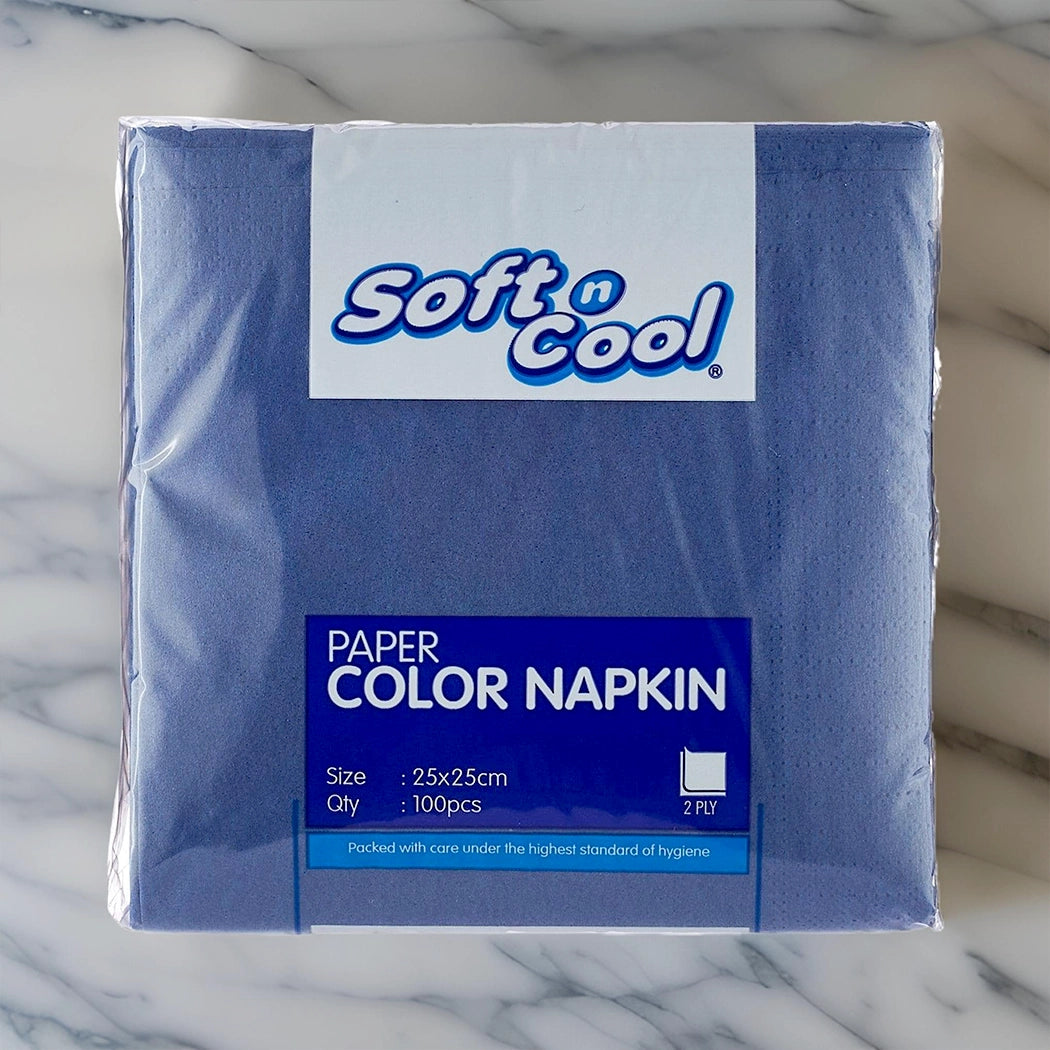 Soft n
Cool ®
PAPER
COLOR NAPKIN
Size : 25x25cm
Qty : 100pcs
2 PLY
Packed with care under the highest standard of hygiene